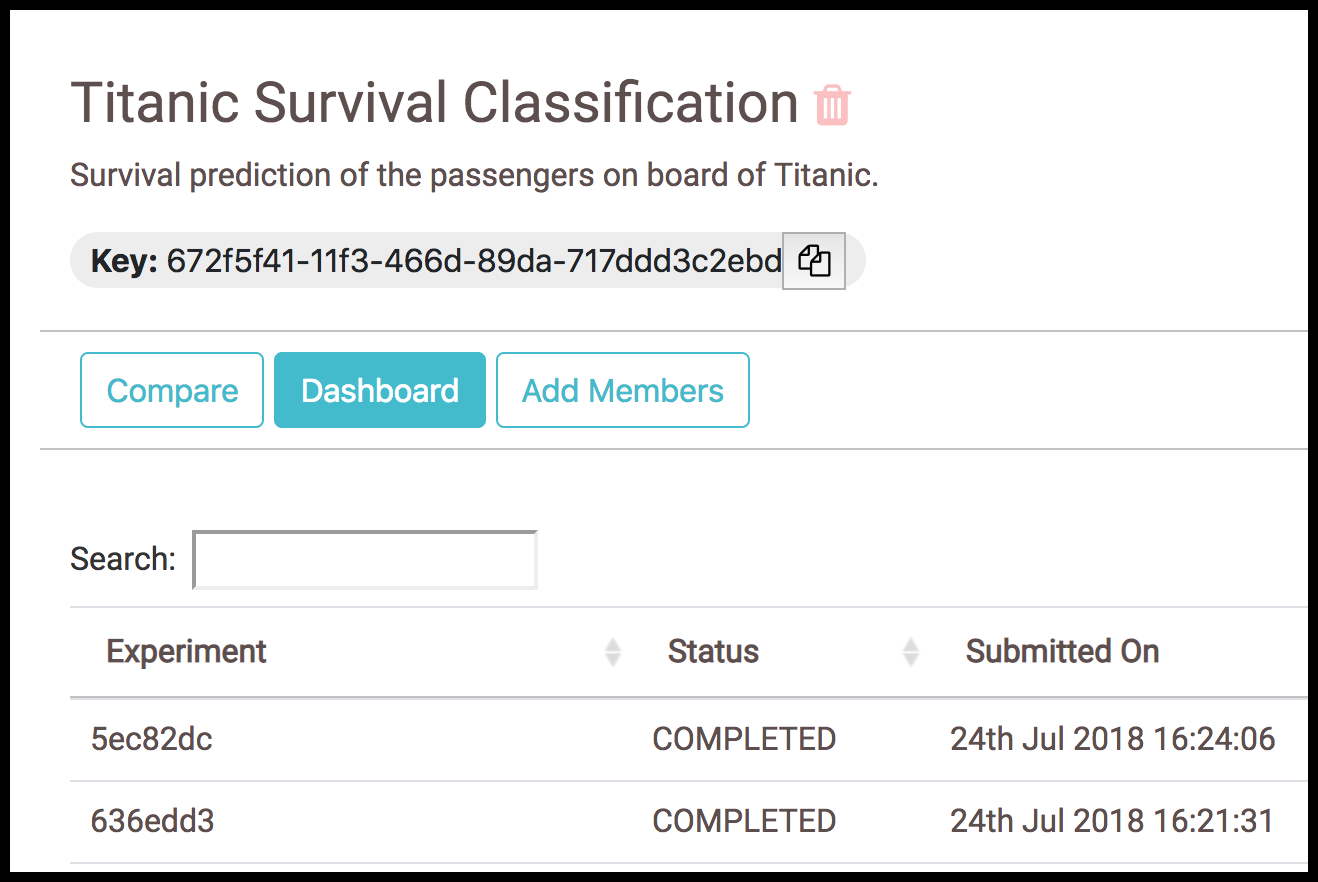 Titanic Survival Classification
Survival prediction of the passengers on board of Titanic.
Key: 672f5f41-11f3-466d-89da-717ddd3c2ebd
Compare Dashboard Add Members
Search:
Experiment Status Submitted On
5ec82dc COMPLETED 24th Jul 2018 16:24:06
636edd3 COMPLETED 24th Jul 2018 16:21:31